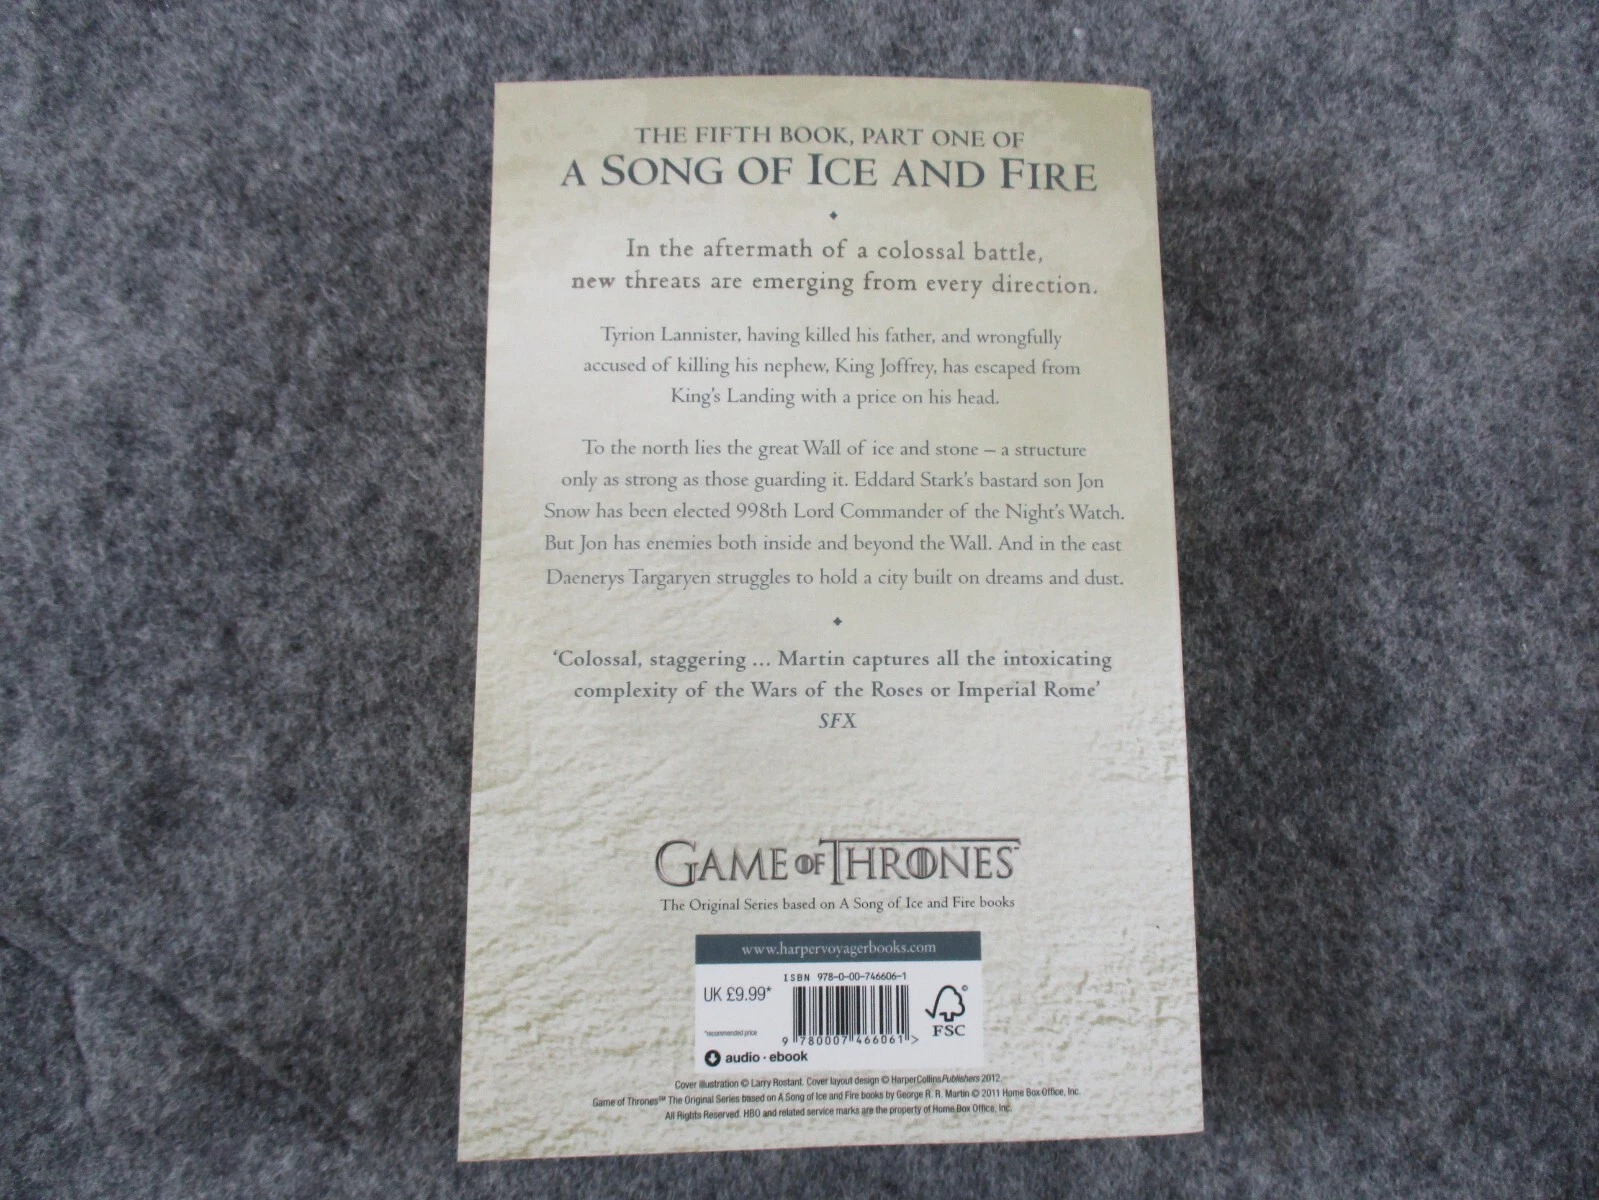 THE FIFTH BOOK, PART ONE OF
A SONG OF ICE AND FIRE
In the aftermath of a colossal battle,
new threats are emerging from every direction.
Tyrion Lannister, having killed his father, and wrongfully
accused of killing his nephew, King Joffrey, has escaped from
King's Landing with a price on his head.
To the north lies the great Wall of ice and stone – a structure
only as strong as those guarding it. Eddard Stark's bastard son Jon
Snow has been elected 998th Lord Commander of the Night's Watch.
But Jon has enemies both inside and beyond the Wall. And in the east
Daenerys Targaryen struggles to hold a city built on dreams and dust.
'Colossal, staggering ... Martin captures all the intoxicating
complexity of the Wars of the Roses or Imperial Rome'
SFX
GAME OF THRONES™
The Original Series based on A Song of Ice and Fire books
www.harpervoyagerbooks.com
ISBN 978-0-00-746606-1
UK £9.99*
*recommended price
9 780007 466061 >
FSC
©
audio · ebook
Cover illustration © Larry Rostant. Cover layout design © HarperCollinsPublishers 2012.
Game of Thrones℠ The Original Series based on A Song of Ice and Fire books by George R. R. Martin © 2011 Home Box Office, Inc.
All Rights Reserved. HBO and related service marks are the property of Home Box Office, Inc.